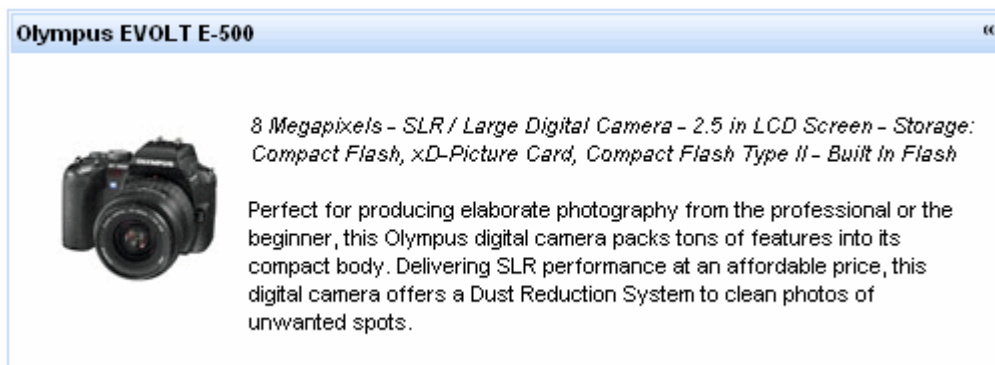 Olympus EVOLT E-500 «
OLYMPUS
8 Megapixels - SLR / Large Digital Camera - 2.5 in LCD Screen - Storage:
Compact Flash, xD-Picture Card, Compact Flash Type II - Built In Flash
Perfect for producing elaborate photography from the professional or the
beginner, this Olympus digital camera packs tons of features into its
compact body. Delivering SLR performance at an affordable price, this
digital camera offers a Dust Reduction System to clean photos of
unwanted spots.